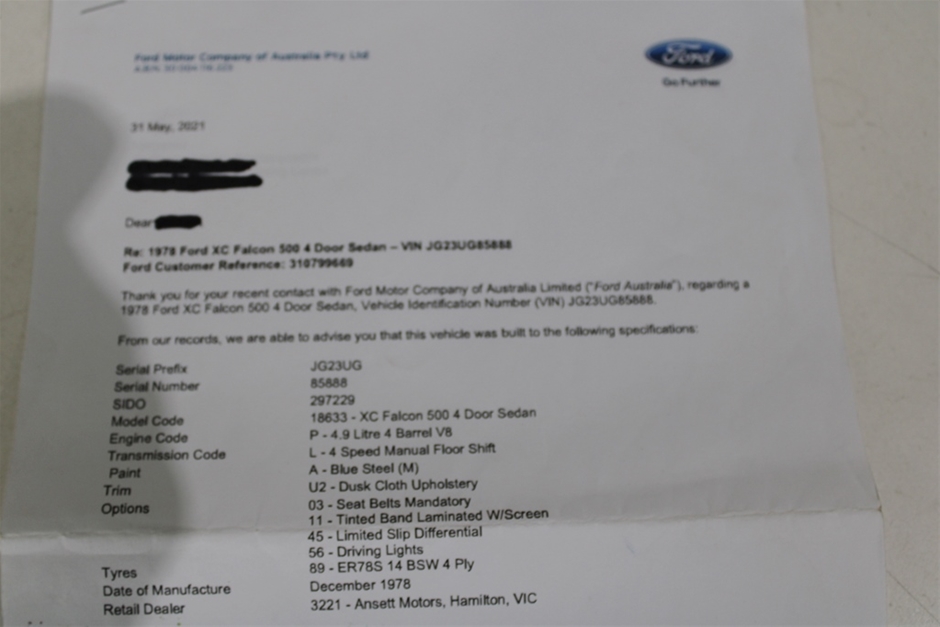 Ford Motor Company of Australia Pty Ltd
Ford
Go Further
31 May, 2021
Dear
Re: 1978 Ford XC Falcon 500 4 Door Sedan – VIN JG23UG85888
Ford Customer Reference: 310799669
Thank you for your recent contact with Ford Motor Company of Australia Limited ("Ford Australia"), regarding a
1978 Ford XC Falcon 500 4 Door Sedan, Vehicle Identification Number (VIN) JG23UG85888.
From our records, we are able to advise you that this vehicle was built to the following specifications:
Serial Prefix JG23UG
Serial Number 85888
SIDO 297229
Model Code 18633 - XC Falcon 500 4 Door Sedan
Engine Code P - 4.9 Litre 4 Barrel V8
Transmission Code L - 4 Speed Manual Floor Shift
Paint A - Blue Steel (M)
Trim U2 - Dusk Cloth Upholstery
Options 03 - Seat Belts Mandatory
11 - Tinted Band Laminated W/Screen
45 - Limited Slip Differential
56 - Driving Lights
Tyres 89 - ER78S 14 BSW 4 Ply
Date of Manufacture December 1978
Retail Dealer 3221 - Ansett Motors, Hamilton, VIC